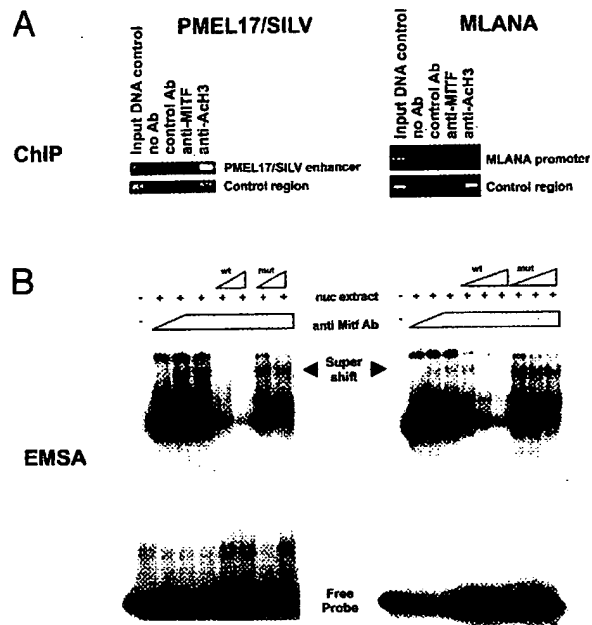 A
PMEL17/SILV
MLANA
Input DNA control
no Ab
control Ab
anti-MITF
anti-AcH3
Input DNA control
no Ab
control Ab
anti-MITF
anti-AcH3
ChIP
PMEL17/SILV enhancer
Control region
MLANA promoter
Control region
B
wt
mut
wt
mut
- + + + + + + +
nuc extract
- + + + + + + + +
-
anti Mitf Ab
-
Super
shift
EMSA
Free
Probe